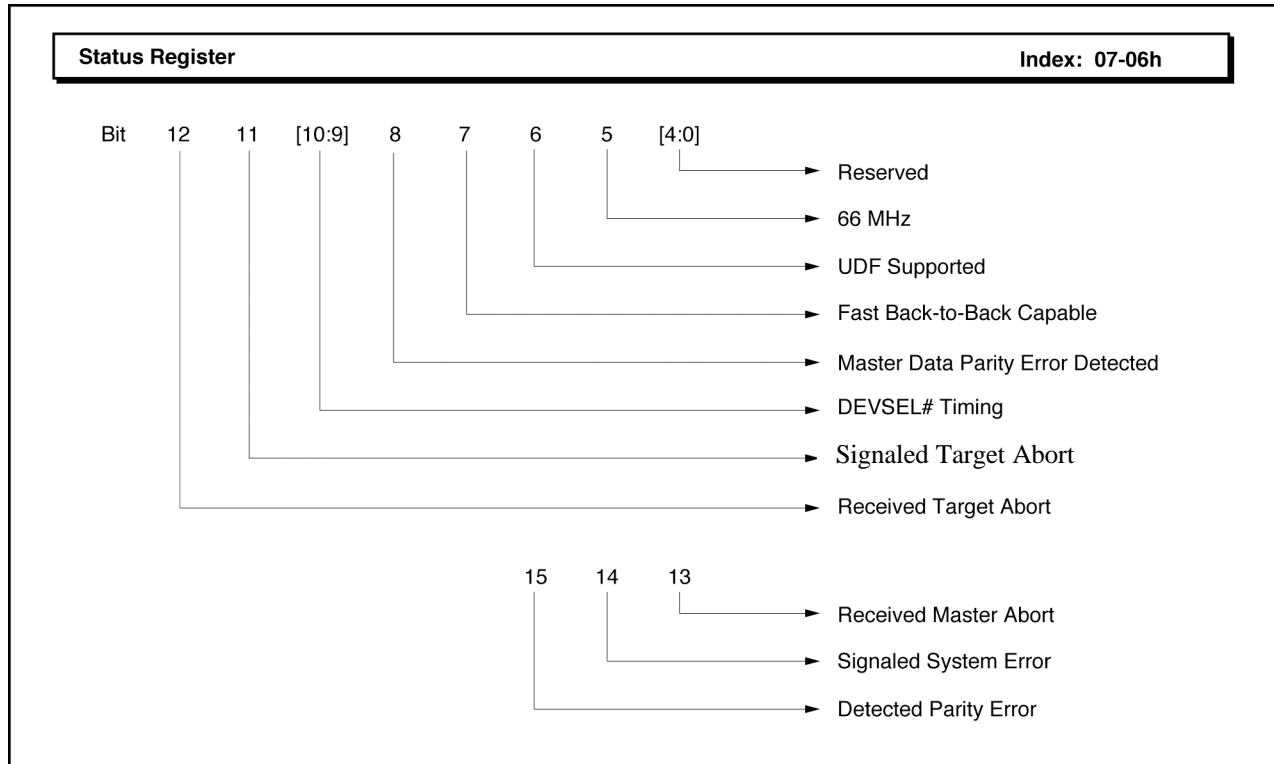 Status Register Index: 07-06h
Bit 12 11 [10:9] 8 7 6 5 [4:0]
Reserved
66 MHz
UDF Supported
Fast Back-to-Back Capable
Master Data Parity Error Detected
DEVSEL# Timing
Signaled Target Abort
Received Target Abort
15 14 13
Received Master Abort
Signaled System Error
Detected Parity Error